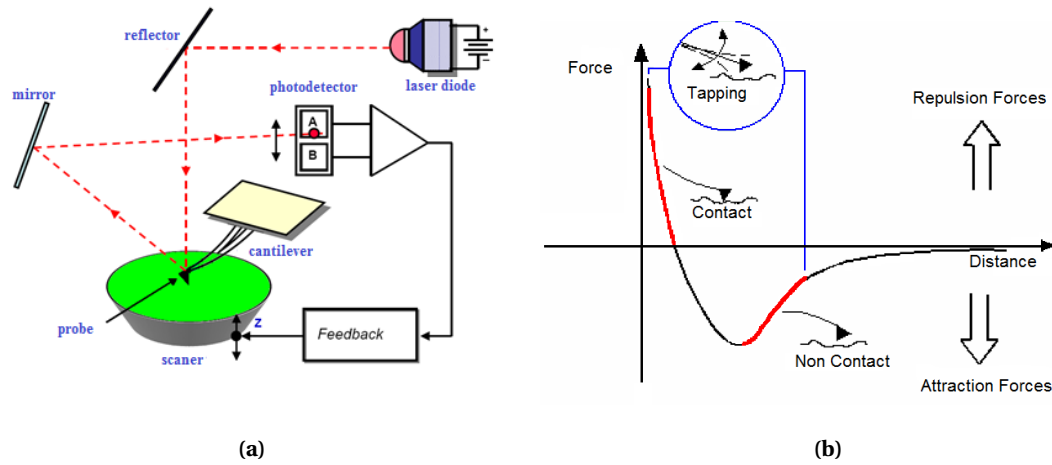 reflector
laser diode
+
−
mirror
photodetector
A
B
cantilever
probe
scaner
z
Feedback
(a)
Force
Tapping
Repulsion Forces
Contact
Distance
Non Contact
Attraction Forces
(b)